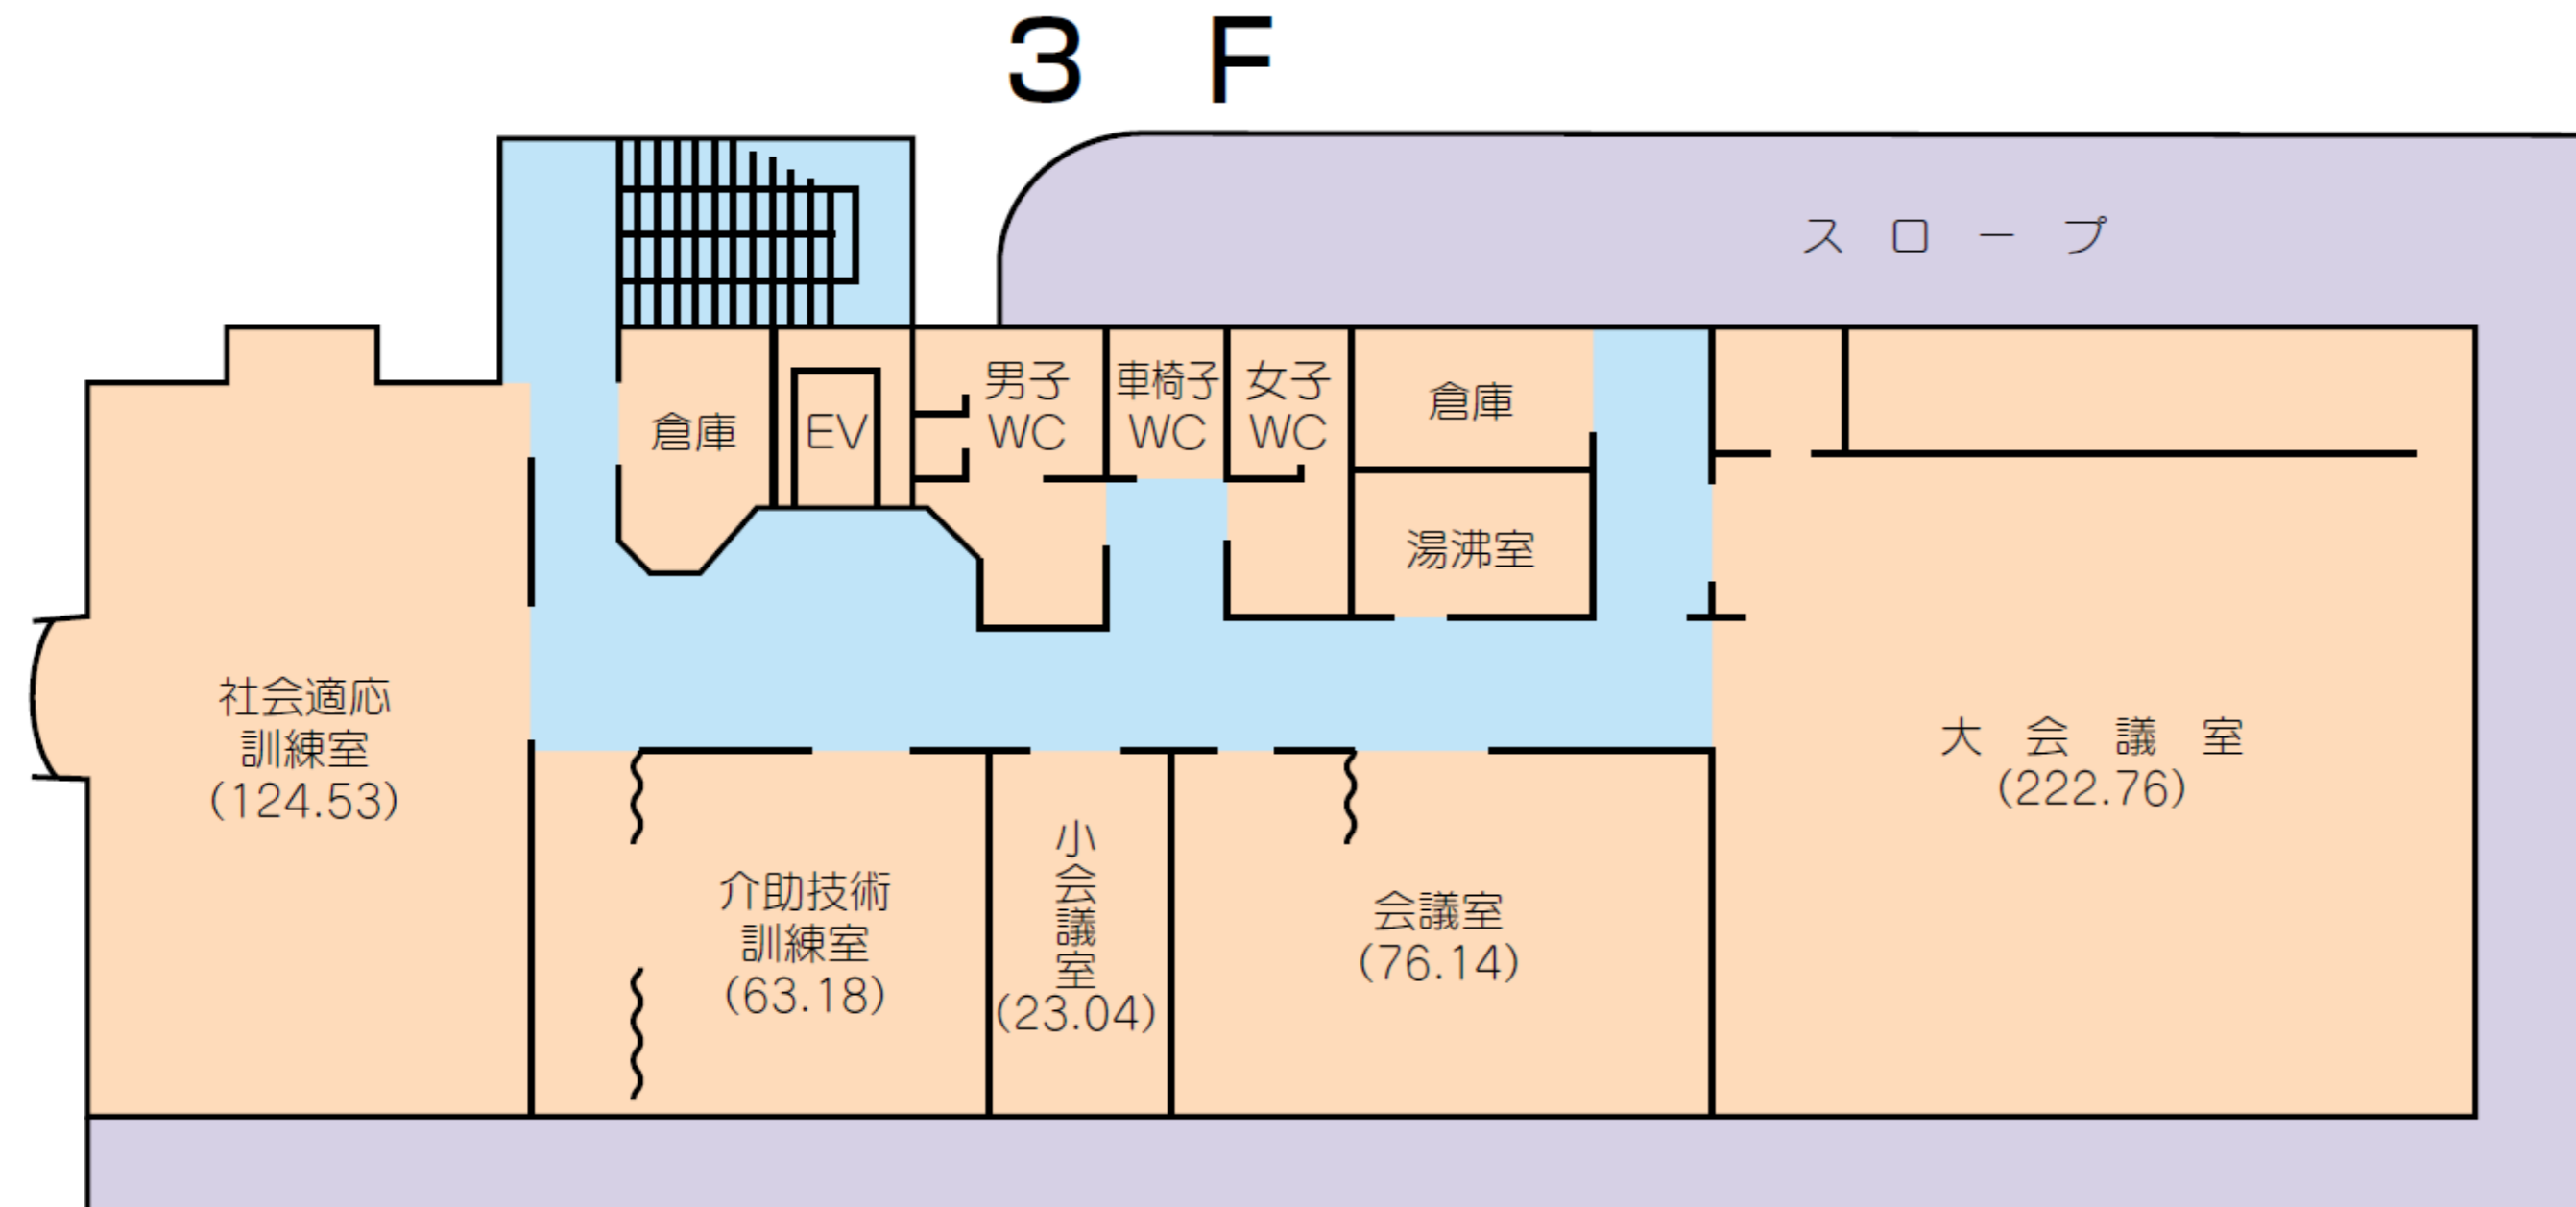 3 F
スロープ
倉庫
EV
男子
WC
車椅子
WC
女子
WC
倉庫
湯沸室
社会適応
訓練室
(124.53)
介助技術
訓練室
(63.18)
小会議室
(23.04)
会議室
(76.14)
大会議室
(222.76)